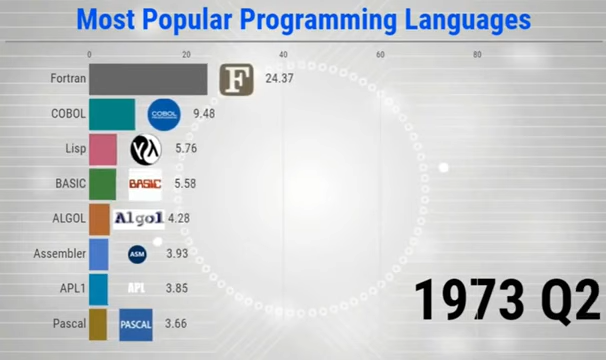 Most Popular Programming Languages
0 20 40 60 80
Fortran F 24.37
COBOL COBOL 9.48
Lisp 5.76
BASIC BASIC 5.58
ALGOL Algol 4.28
Assembler ASM 3.93
APL1 APL 3.85
Pascal PASCAL 3.66
1973 Q2